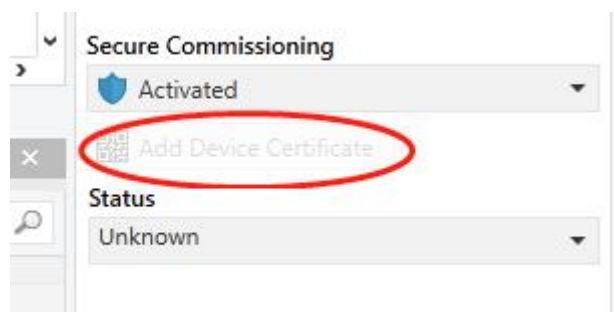 Secure Commissioning
Activated
Add Device Certificate
Status
Unknown